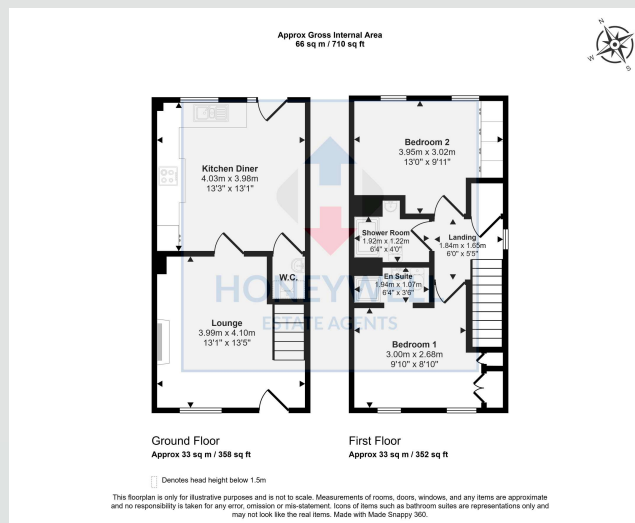 Approx Gross Internal Area
66 sq m / 710 sq ft
N
W
S
Kitchen Diner
4.03m x 3.98m
13'3" x 13'1"
W.C.
Lounge
3.99m x 4.10m
13'1" x 13'5"
Bedroom 2
3.95m x 3.02m
13'0" x 9'11"
Shower Room
1.92m x 1.22m
6'4" x 4'0"
Landing
1.84m x 1.65m
6'0" x 5'5"
En Suite
1.94m x 1.07m
6'4" x 3'6"
Bedroom 1
3.00m x 2.68m
9'10" x 8'10"
HONEYWELL
ESTATE AGENTS
Ground Floor
Approx 33 sq m / 358 sq ft
First Floor
Approx 33 sq m / 352 sq ft
Denotes head height below 1.5m
This floorplan is only for illustrative purposes and is not to scale. Measurements of rooms, doors, windows, and any items are approximate
and no responsibility is taken for any error, omission or mis-statement. Icons of items such as bathroom suites are representations only and
may not look like the real items. Made with Made Snappy 360.